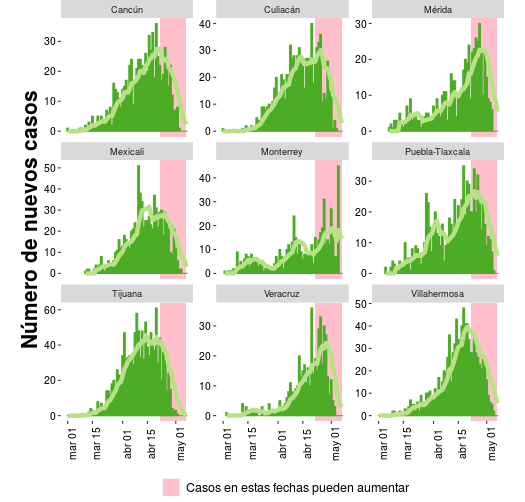 Número de nuevos casos
Cancún
Culiacán
Mérida
30
20
10
0
40
30
20
10
0
30
20
10
0
Mexicali
Monterrey
Puebla-Tlaxcala
50
40
30
20
10
0
40
30
20
10
0
30
20
10
0
Tijuana
Veracruz
Villahermosa
60
40
20
0
30
20
10
0
50
40
30
20
10
0
mar 01
mar 15
abr 01
abr 15
may 01
mar 01
mar 15
abr 01
abr 15
may 01
mar 01
mar 15
abr 01
abr 15
may 01
Casos en estas fechas pueden aumentar